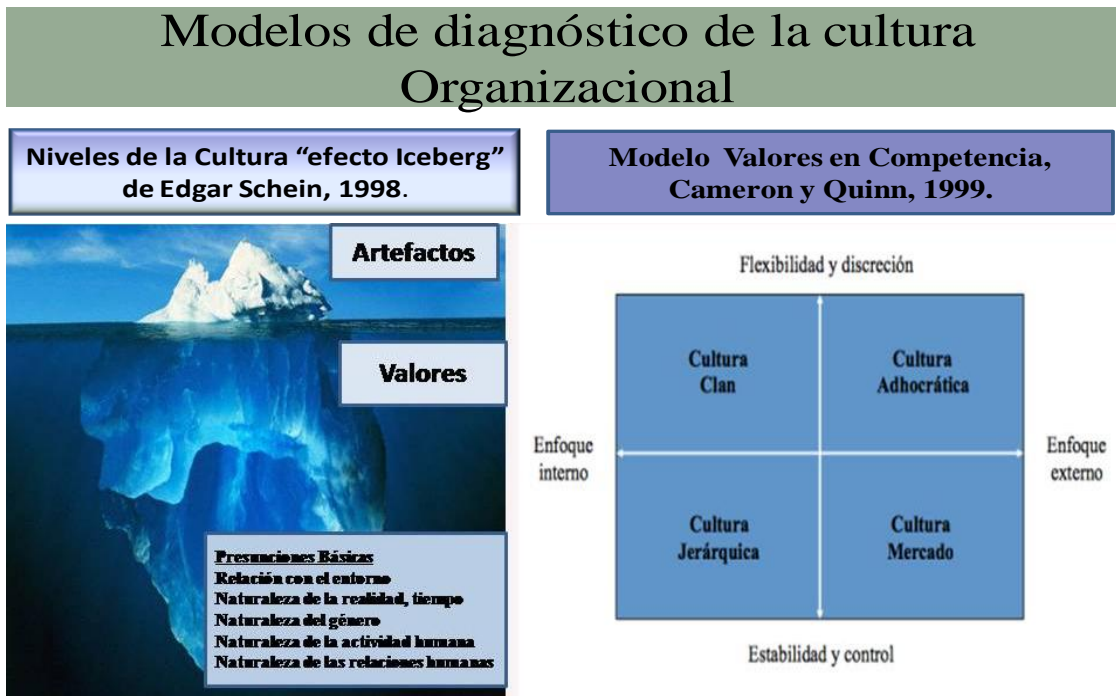 Modelos de diagnóstico de la cultura
Organizacional
Niveles de la Cultura “efecto Iceberg”
de Edgar Schein, 1998.
Artefactos
Valores
Presunciones Básicas
Relación con el entorno
Naturaleza de la realidad, tiempo
Naturaleza del género
Naturaleza de la actividad humana
Naturaleza de las relaciones humanas
Modelo Valores en Competencia,
Cameron y Quinn, 1999.
Flexibilidad y discreción
Cultura
Clan
Cultura
Adhocrática
Enfoque
interno
Enfoque
externo
Cultura
Jerárquica
Cultura
Mercado
Estabilidad y control